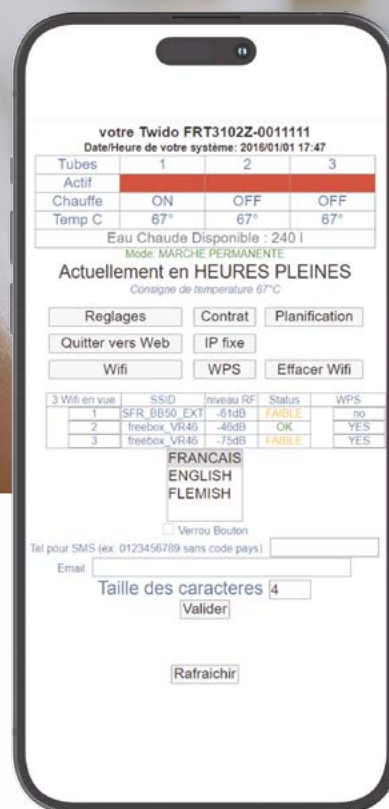 votre Twido FRT3102Z-0011111
Date/Heure de votre système: 2016/01/01 17:47
Tubes 1 2 3
Actif
Chauffe ON OFF OFF
Temp C 67° 67° 67°
Eau Chaude Disponible : 240 l
Mode: MARCHE PERMANENTE
Actuellement en HEURES PLEINES
Consigne de temperature 67°C
Reglages Contrat Planification
Quitter vers Web IP fixe
Wifi WPS Effacer Wifi
3 Wifi en vue SSID niveau RF Status WPS
1 SFR_BB50_EXT -61dB FAIBLE no
2 freebox_VR46 -46dB OK YES
3 freebox_VR46 -75dB FAIBLE YES
FRANCAIS
ENGLISH
FLEMISH
Verrou Bouton
Tel pour SMS (ex: 0123456789 sans code pays)
Email
Taille des caracteres 4
Valider
Rafraichir